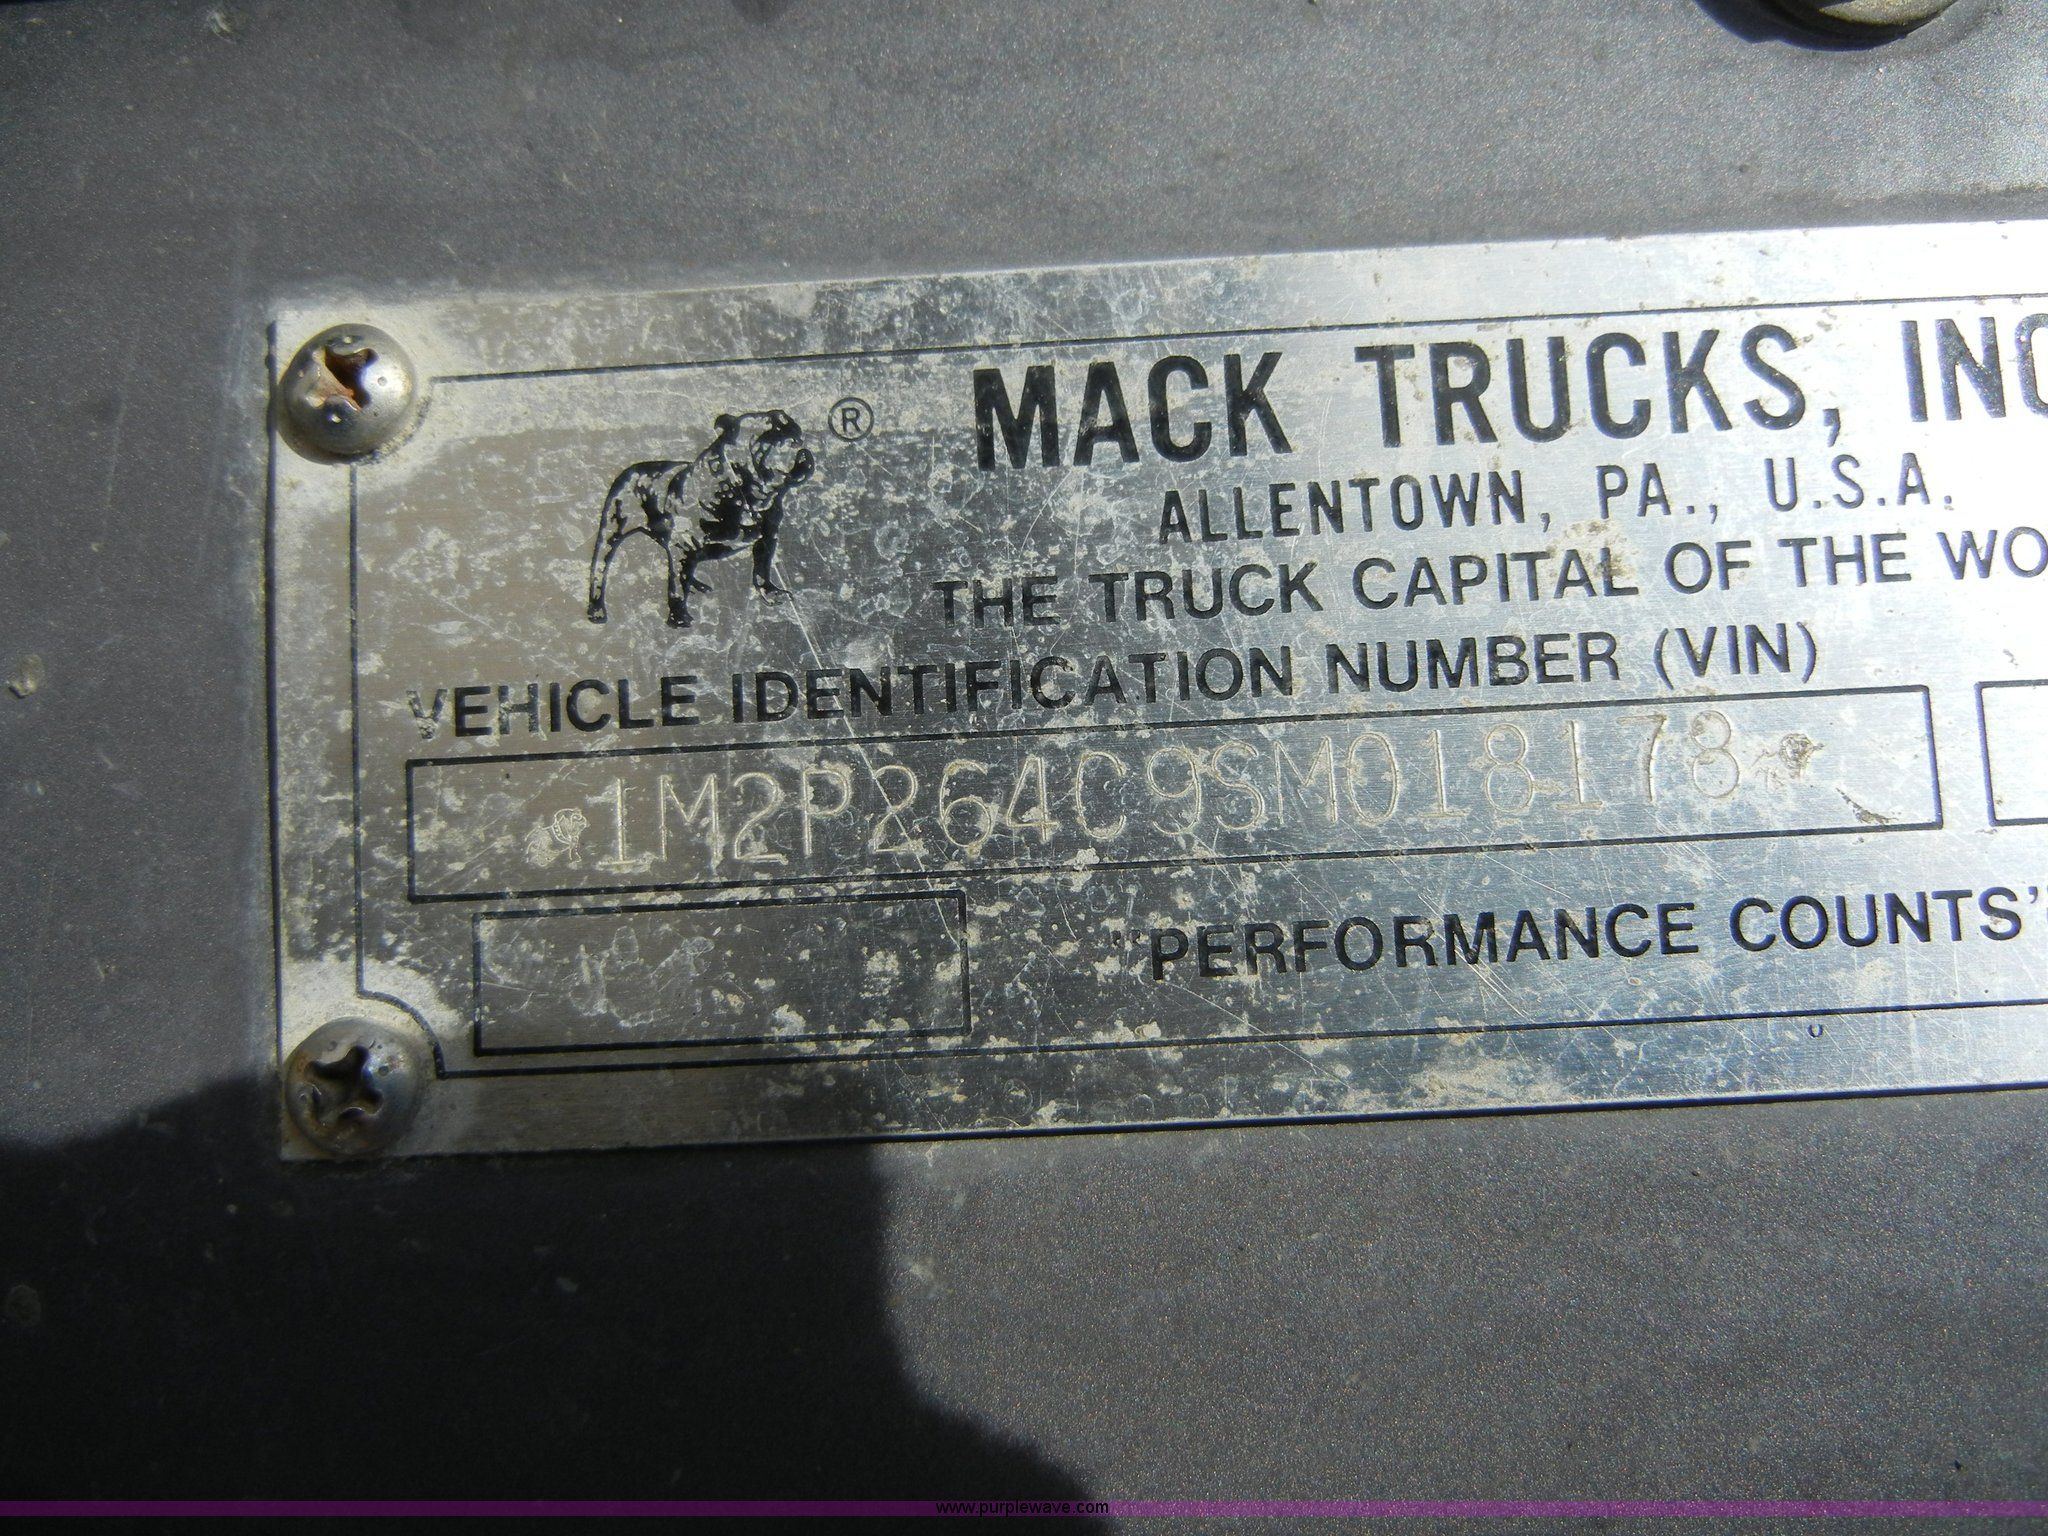 ®
MACK TRUCKS, INC
ALLENTOWN, PA., U.S.A.
THE TRUCK CAPITAL OF THE WO
VEHICLE IDENTIFICATION NUMBER (VIN)
1M2P264C9SM018178
"PERFORMANCE COUNTS"
www.purplewave.com